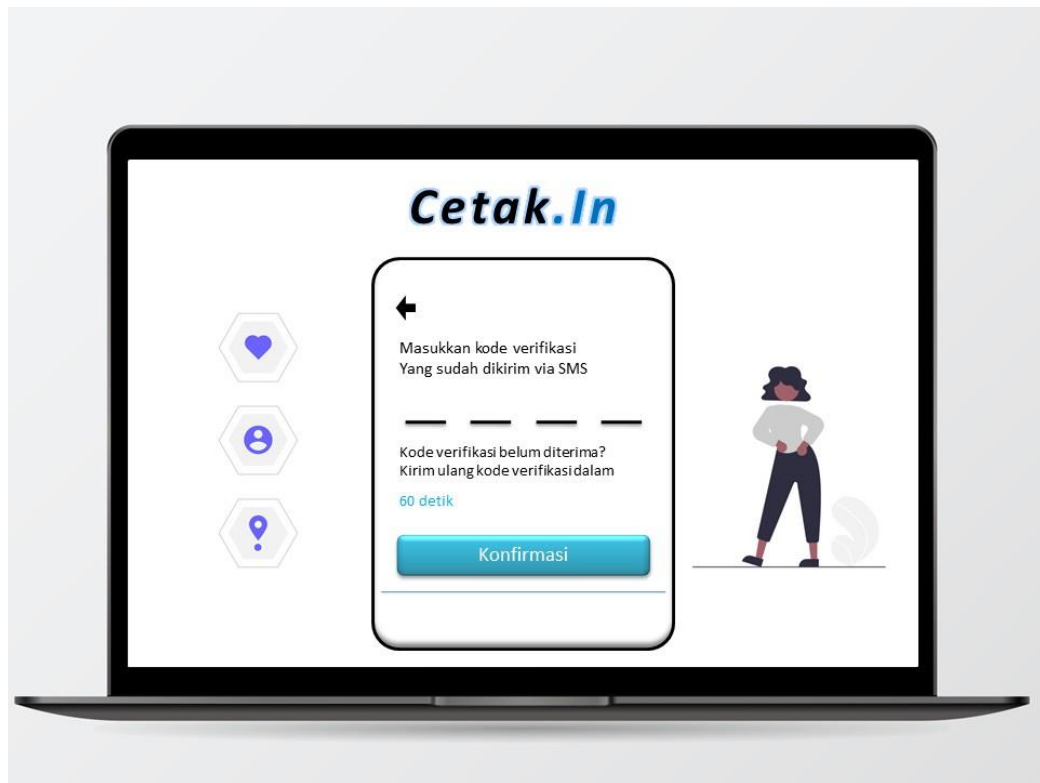 Cetak.In
Masukkan kode verifikasi
Yang sudah dikirim via SMS
Kode verifikasi belum diterima?
Kirim ulang kode verifikasi dalam
60 detik
Konfirmasi